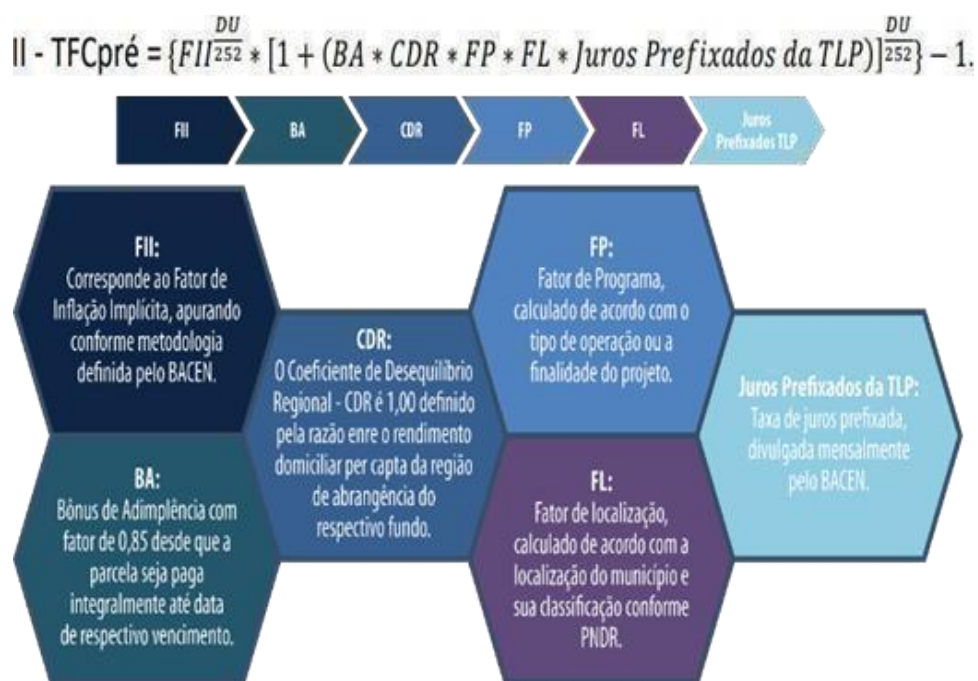 II - TFCpré = {FII^{DU/252} * [1 + (BA * CDR * FP * FL * Juros Prefixados da TLP)]^{DU/252}} − 1.
FII
BA
CDR
FP
FL
Juros
Prefixados TLP
FII:
Corresponde ao Fator de
Inflação Implícita, apurando
conforme metodologia
definida pelo BACEN.
BA:
Bônus de Adimplência com
fator de 0,85 desde que a
parcela seja paga
integralmente até data
de respectivo vencimento.
CDR:
O Coeficiente de Desequilíbrio
Regional - CDR é 1,00 definido
pela razão enre o rendimento
domiciliar per capta da região
de abrangência do
respectivo fundo.
FP:
Fator de Programa,
calculado de acordo com o
tipo de operação ou a
finalidade do projeto.
FL:
Fator de localização,
calculado de acordo com a
localização do município e
sua classificação conforme
PNDR.
Juros Prefixados da TLP:
Taxa de juros prefixada,
divulgada mensalmente
pelo BACEN.